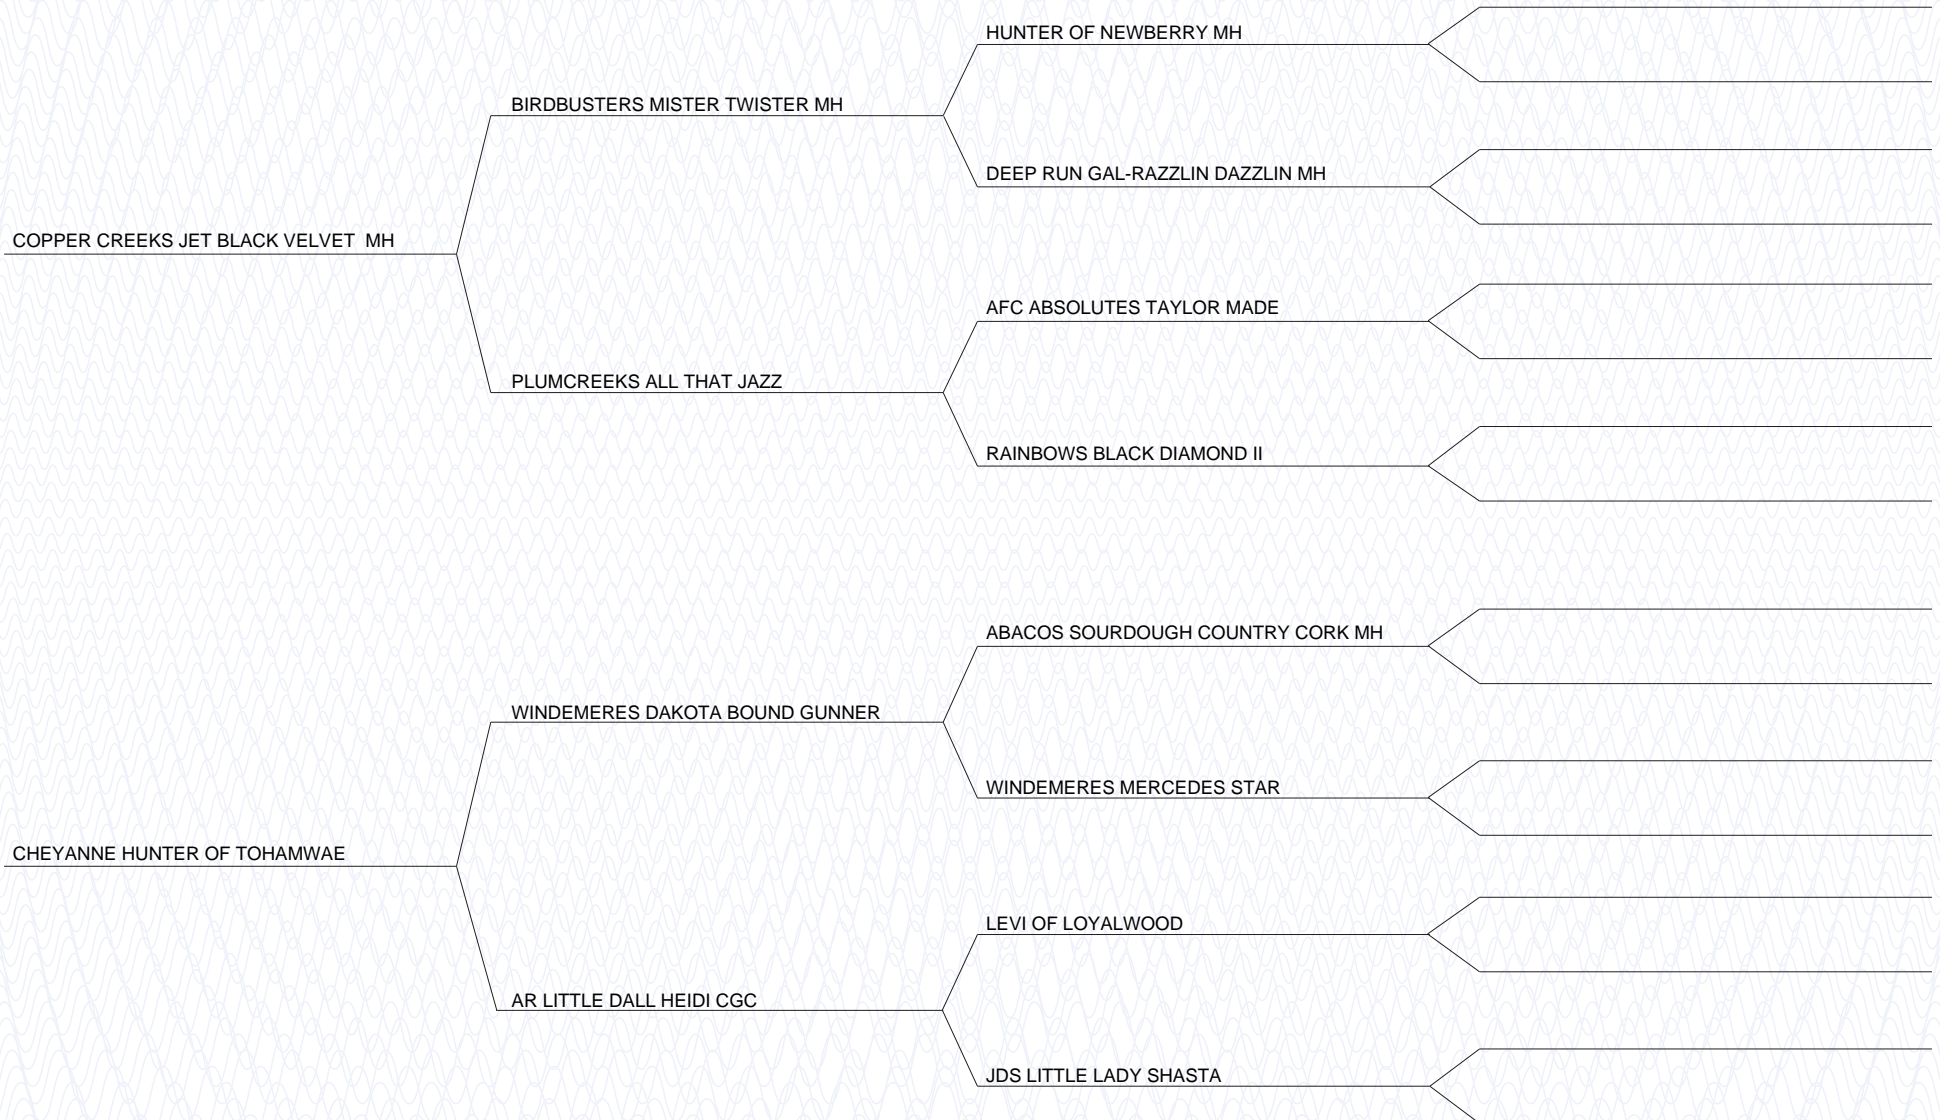 HUNTER OF NEWBERRY MH
BIRDBUSTERS MISTER TWISTER MH
DEEP RUN GAL-RAZZLIN DAZZLIN MH
COPPER CREEKS JET BLACK VELVET  MH
AFC ABSOLUTES TAYLOR MADE
PLUMCREEKS ALL THAT JAZZ
RAINBOWS BLACK DIAMOND II
ABACOS SOURDOUGH COUNTRY CORK MH
WINDEMERES DAKOTA BOUND GUNNER
WINDEMERES MERCEDES STAR
CHEYANNE HUNTER OF TOHAMWAE
LEVI OF LOYALWOOD
AR LITTLE DALL HEIDI CGC
JDS LITTLE LADY SHASTA